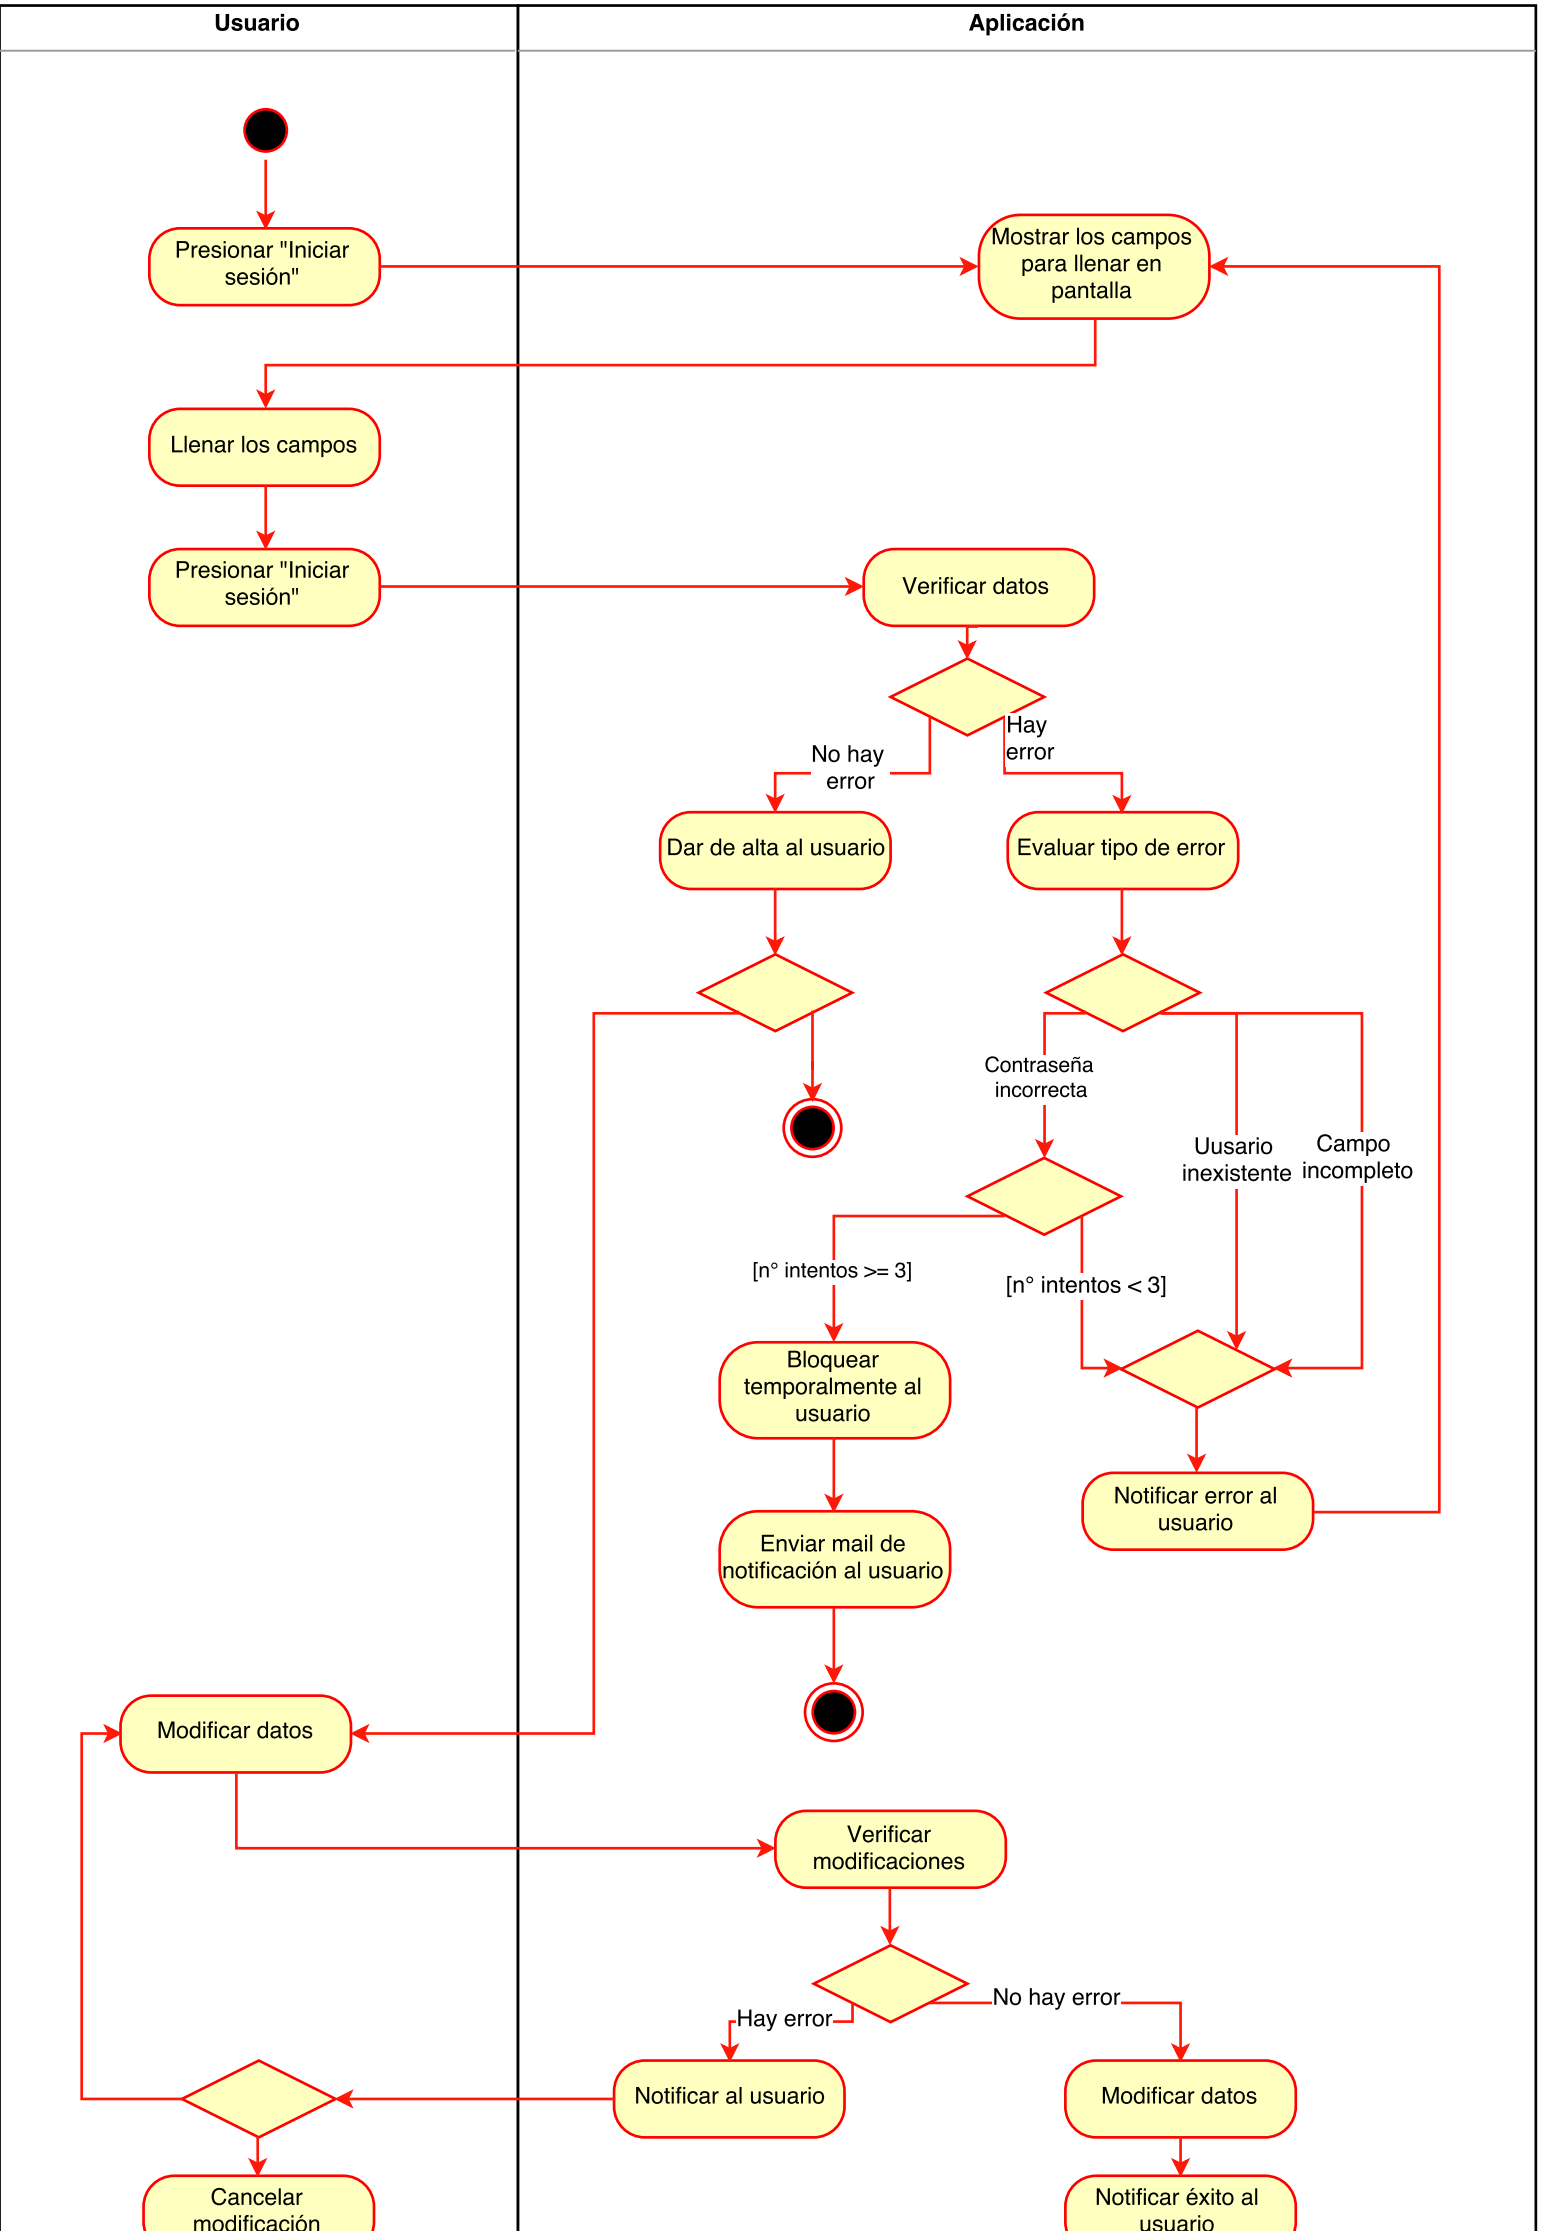 Usuario
Aplicación
Presionar "Iniciar
sesión"
Mostrar los campos
para llenar en
pantalla
Llenar los campos
Presionar "Iniciar
sesión"
Verificar datos
Hay
error
No hay
error
Dar de alta al usuario
Evaluar tipo de error
Contraseña
incorrecta
Uusario
inexistente
Campo
incompleto
[n° intentos >= 3]
[n° intentos < 3]
Bloquear
temporalmente al
usuario
Notificar error al
usuario
Enviar mail de
notificación al usuario
Modificar datos
Verificar
modificaciones
No hay error
Hay error
Notificar al usuario
Modificar datos
Cancelar
modificación
Notificar éxito al
usuario